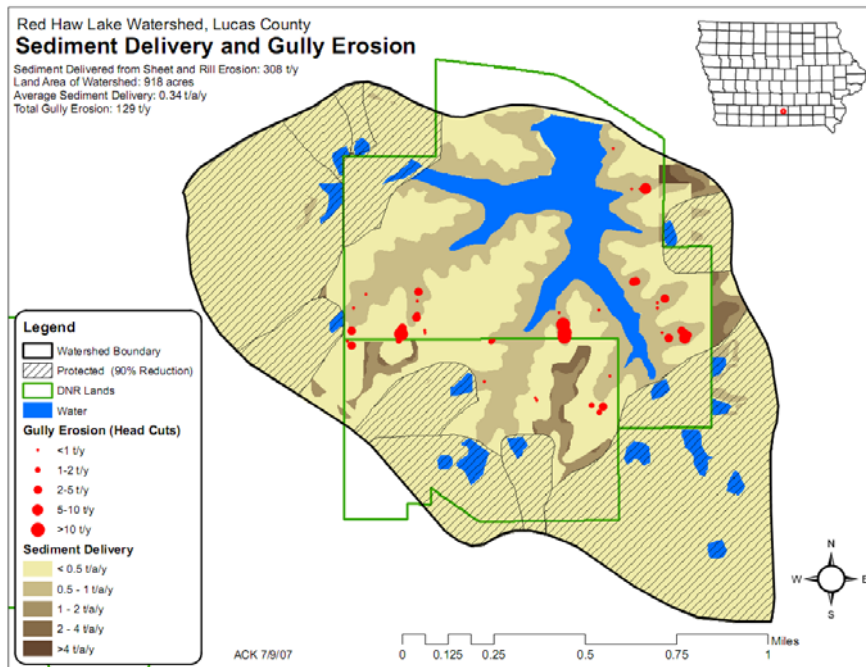 Red Haw Lake Watershed, Lucas County
Sediment Delivery and Gully Erosion
Sediment Delivered from Sheet and Rill Erosion: 308 t/y
Land Area of Watershed: 918 acres
Average Sediment Delivery: 0.34 t/a/y
Total Gully Erosion: 129 t/y
Legend
Watershed Boundary
Protected (90% Reduction)
DNR Lands
Water
Gully Erosion (Head Cuts)
<1 t/y
1-2 t/y
2-5 t/y
5-10 t/y
>10 t/y
Sediment Delivery
< 0.5 t/a/y
0.5 - 1 t/a/y
1 - 2 t/a/y
2 - 4 t/a/y
>4 t/a/y
N
W E
S
ACK 7/9/07
Miles
0 0.125 0.25 0.5 0.75 1